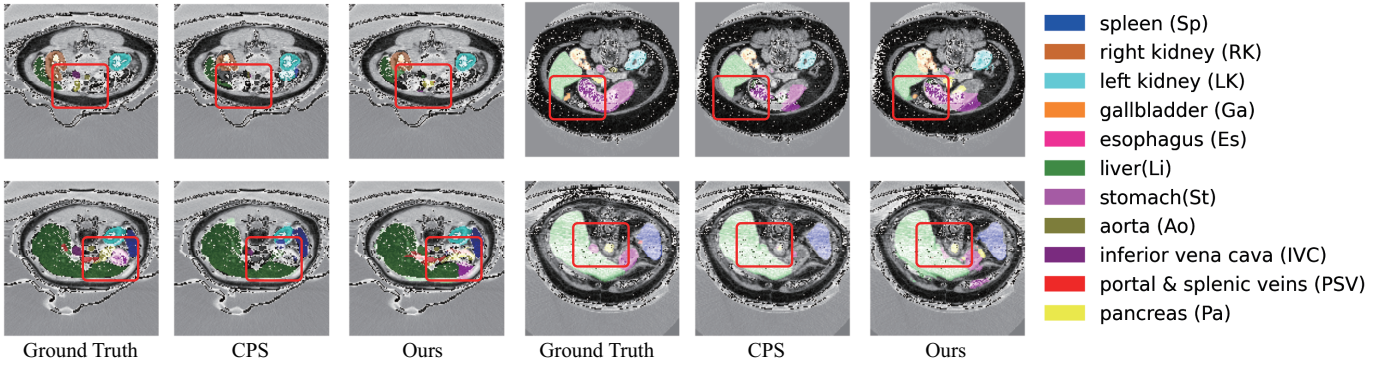 spleen (Sp)
right kidney (RK)
left kidney (LK)
gallbladder (Ga)
esophagus (Es)
liver(Li)
stomach(St)
aorta (Ao)
inferior vena cava (IVC)
portal & splenic veins (PSV)
pancreas (Pa)
Ground Truth CPS Ours Ground Truth CPS Ours